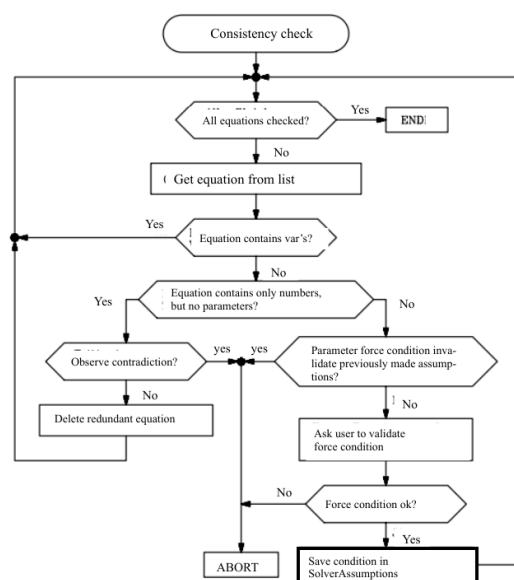 Consistency check
All equations checked?
Yes
END
No
Get equation from list
Yes
Equation contains var's?
No
Yes
Equation contains only numbers,
but no parameters?
No
Observe contradiction?
yes
yes
Parameter force condition inva-
lidate previously made assump-
tions?
No
No
Delete redundant equation
Ask user to validate
force condition
No
Force condition ok?
Yes
ABORT
Save condition in
SolverAssumptions